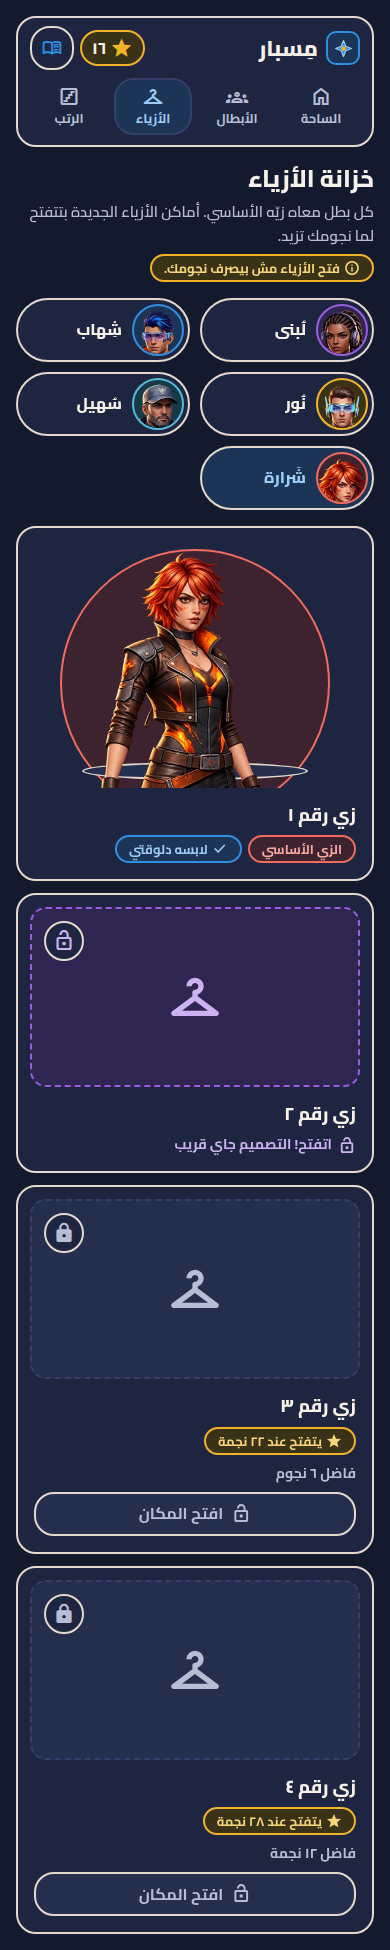 مِسبار
١٦
الساحة
الأبطال
الأزياء
الرتب
خزانة الأزياء
كل بطل معاه زيّه الأساسي. أماكن الأزياء الجديدة بتتفتح
لما نجومك تزيد.
فتح الأزياء مش بيصرف نجومك.
لُبنى
شِهاب
نُور
سُهيل
شَرارة
زي رقم ١
الزي الأساسي
لابسه دلوقتي
زي رقم ٢
اتفتح! التصميم جاي قريب
زي رقم ٣
يتفتح عند ٢٢ نجمة
فاضل ٦ نجوم
افتح المكان
زي رقم ٤
يتفتح عند ٢٨ نجمة
فاضل ١٢ نجمة
افتح المكان